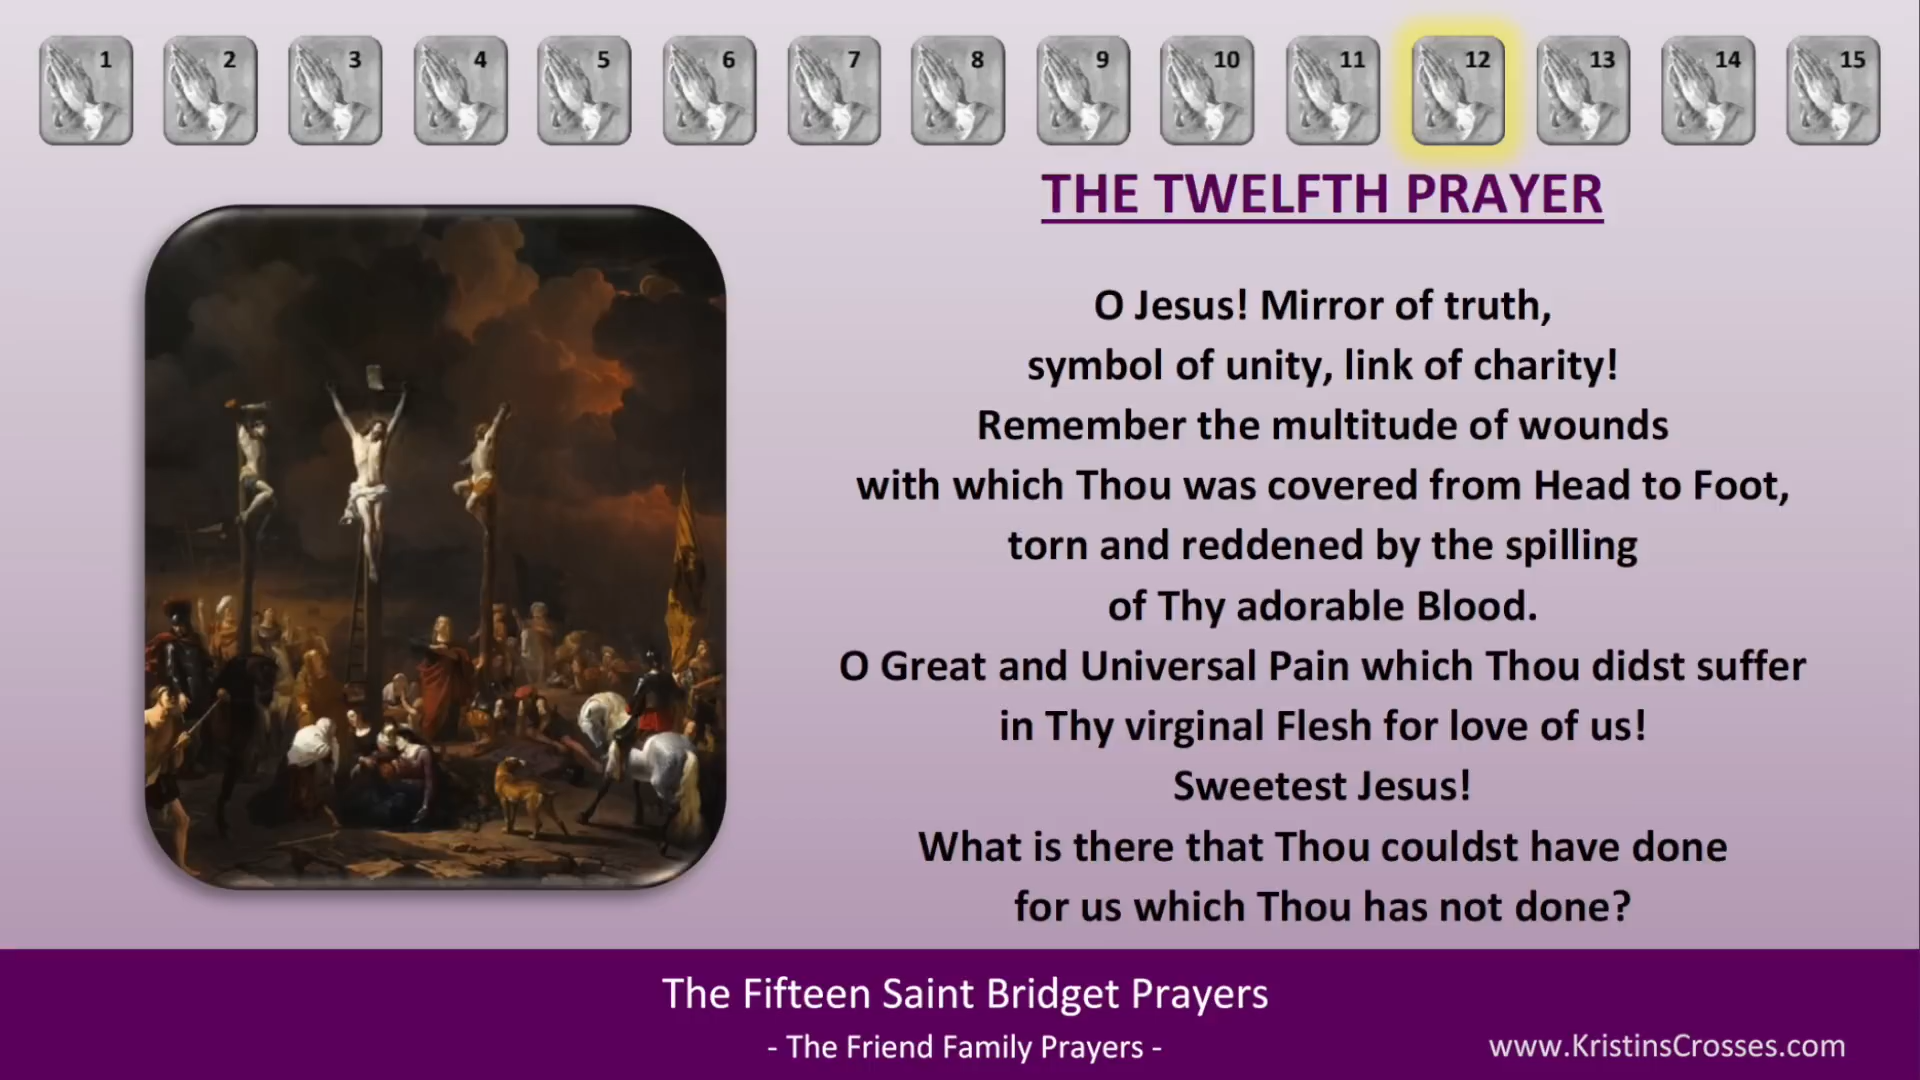 1 2 3 4 5 6 7 8 9 10 11 12 13 14 15
THE TWELFTH PRAYER
O Jesus! Mirror of truth,
symbol of unity, link of charity!
Remember the multitude of wounds
with which Thou was covered from Head to Foot,
torn and reddened by the spilling
of Thy adorable Blood.
O Great and Universal Pain which Thou didst suffer
in Thy virginal Flesh for love of us!
Sweetest Jesus!
What is there that Thou couldst have done
for us which Thou has not done?
The Fifteen Saint Bridget Prayers
- The Friend Family Prayers -
www.KristinsCrosses.com